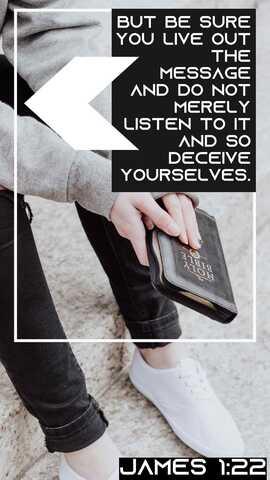 BUT BE SURE
YOU LIVE OUT
THE
MESSAGE
AND DO NOT
MERELY
LISTEN TO IT
AND SO
DECEIVE
YOURSELVES.
HOLY
BIBLE
JAMES 1:22